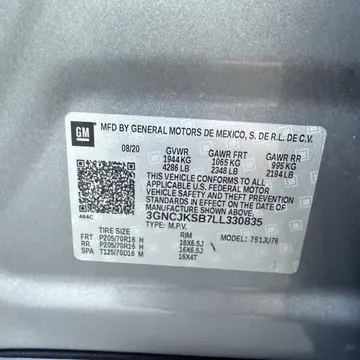 GM
MFD BY GENERAL MOTORS DE MEXICO, S. DE R.L. DE C.V.
08/20 GVWR GAWR FRT GAWR RR
1944 KG 1065 KG 995 KG
4286 LB 2348 LB 2194 LB
THIS VEHICLE CONFORMS TO ALL
APPLICABLE U.S. FEDERAL MOTOR
VEHICLE SAFETY AND THEFT
PREVENTION STANDARDS IN EFFECT
ON THE DATE OF MANUFACTURE
SHOWN ABOVE.
3GNCJKSB7LL330835
464C TYPE: M.P.V.
TIRE SIZE RIM MODEL: 7S1JU76
FRT P205/70R16 H 16X6.5J
RR P205/70R16 H 16X6.5J
SPA T125/70D16 M 16X4T